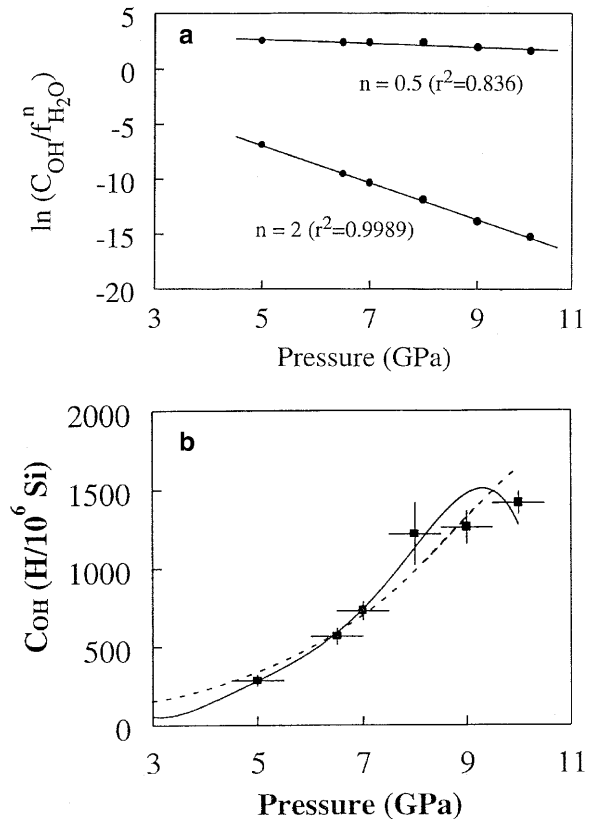 a
5
0
-5
-10
-15
-20
ln (C_OH/f^n_H2O)
n = 0.5 (r²=0.836)
n = 2 (r²=0.9989)
3 5 7 9 11
Pressure (GPa)
b
2000
1500
1000
500
0
C_OH (H/10⁶ Si)
3 5 7 9 11
Pressure (GPa)